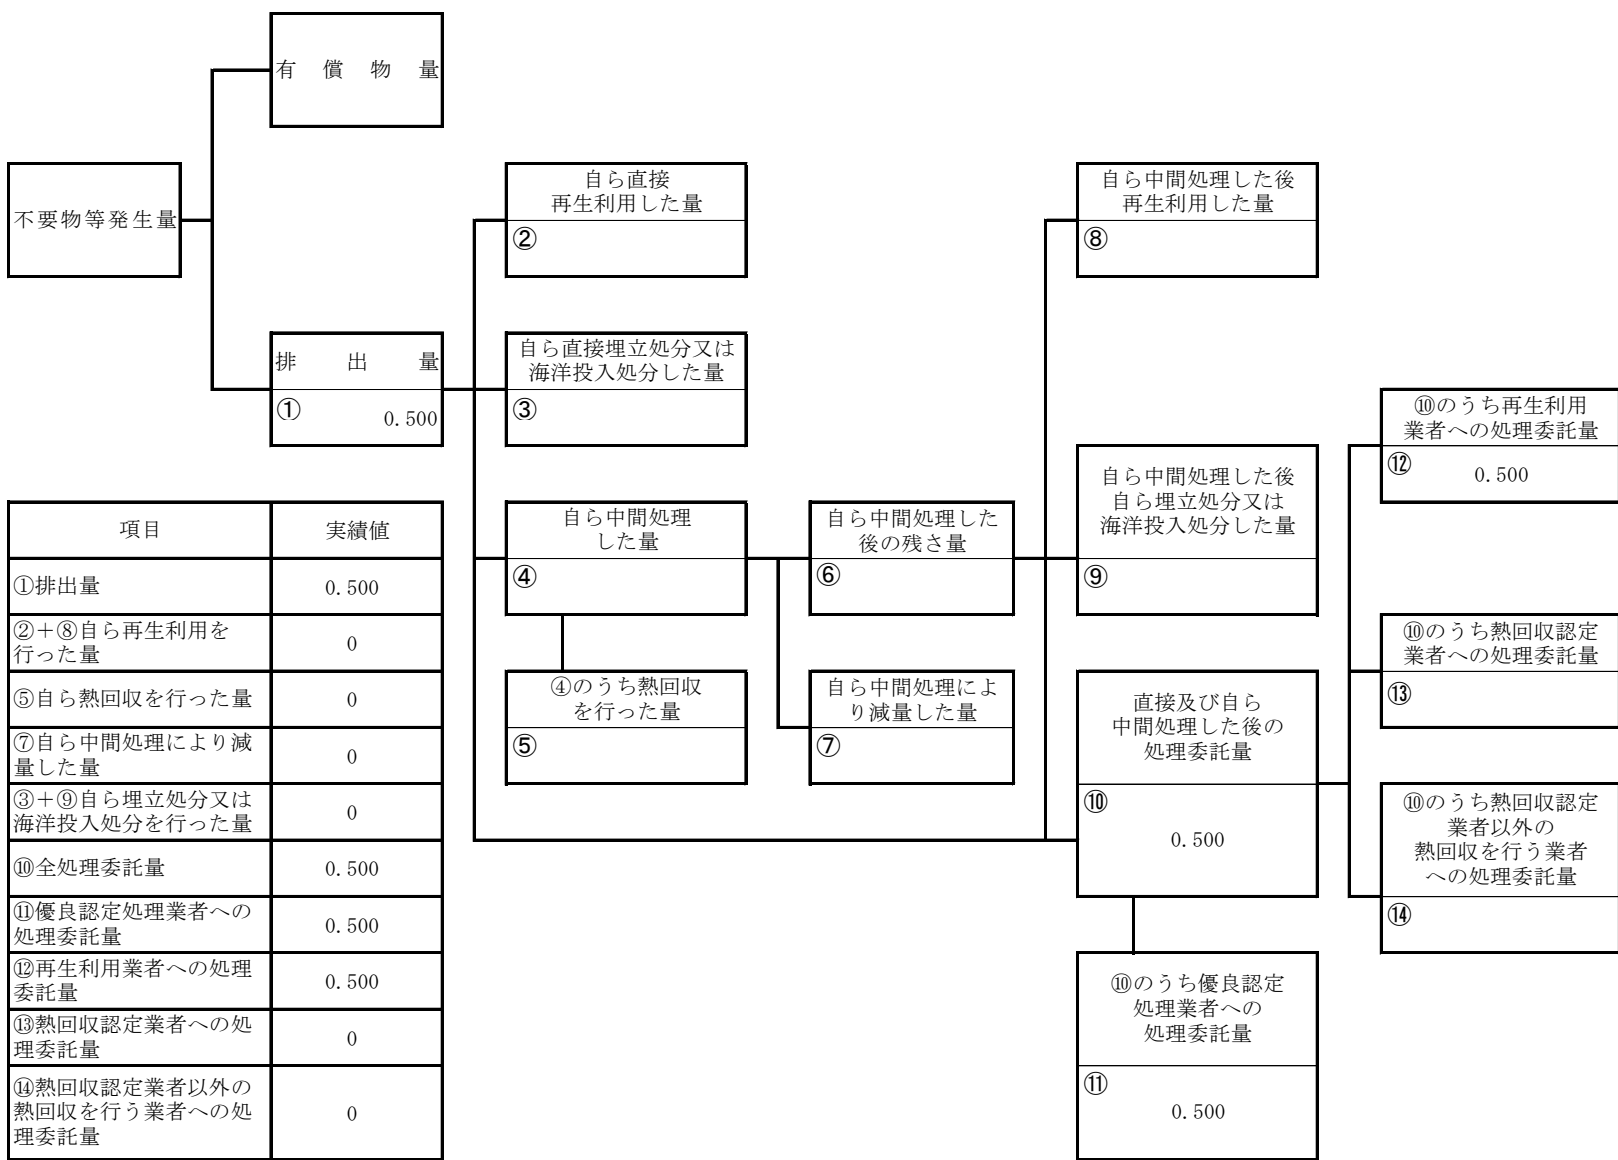 有償物量
不要物等発生量
排出量
① 0.500
自ら直接
再生利用した量
②
自ら直接埋立処分又は
海洋投入処分した量
③
自ら中間処理
した量
④
④のうち熱回収
を行った量
⑤
自ら中間処理した
後の残さ量
⑥
自ら中間処理によ
り減量した量
⑦
自ら中間処理した後
再生利用した量
⑧
自ら中間処理した後
自ら埋立処分又は
海洋投入処分した量
⑨
直接及び自ら
中間処理した後の
処理委託量
⑩
0.500
⑩のうち優良認定
処理業者への
処理委託量
⑪
0.500
⑩のうち再生利用
業者への処理委託量
⑫ 0.500
⑩のうち熱回収認定
業者への処理委託量
⑬
⑩のうち熱回収認定
業者以外の
熱回収を行う業者
への処理委託量
⑭
項目 実績値
①排出量 0.500
②+⑧自ら再生利用を
行った量 0
⑤自ら熱回収を行った量 0
⑦自ら中間処理により減
量した量 0
③+⑨自ら埋立処分又は
海洋投入処分を行った量 0
⑩全処理委託量 0.500
⑪優良認定処理業者への
処理委託量 0.500
⑫再生利用業者への処理
委託量 0.500
⑬熱回収認定業者への処
理委託量 0
⑭熱回収認定業者以外の
熱回収を行う業者への処
理委託量 0